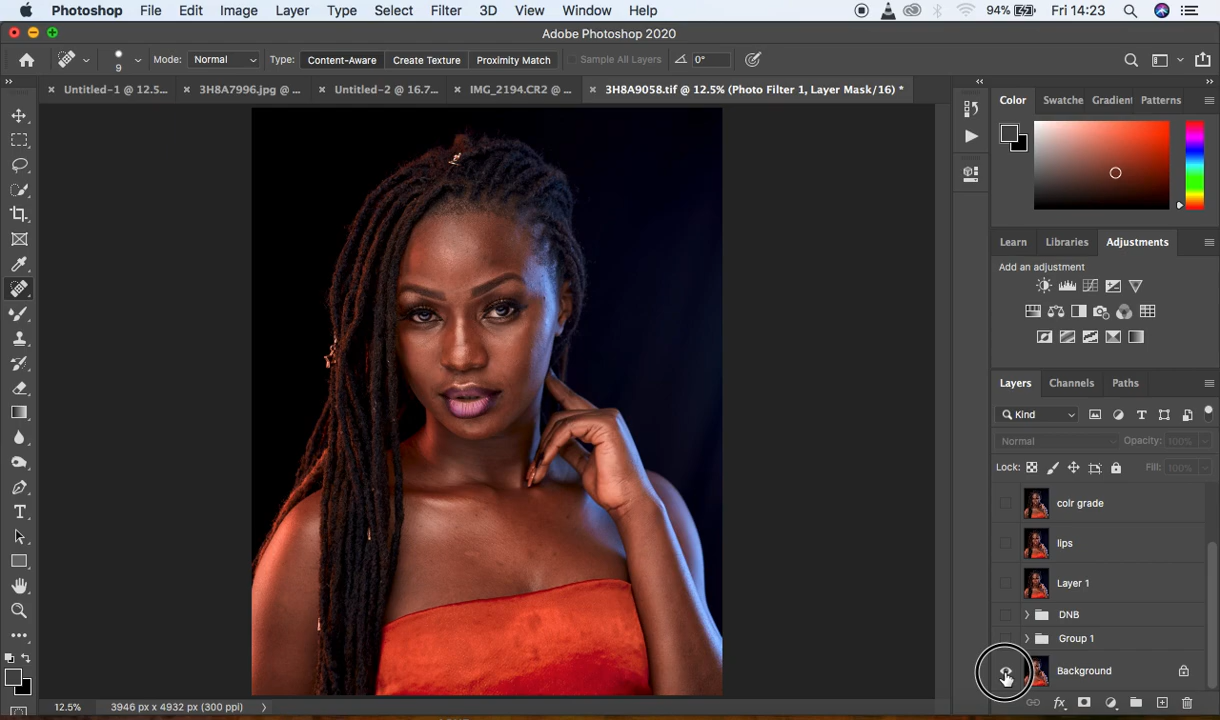 Photoshop File Edit Image Layer Type Select Filter 3D View Window Help 94% Fri 14:23
Adobe Photoshop 2020
9 Mode: Normal Type: Content-Aware Create Texture Proximity Match Sample All Layers 0°
Untitled-1 @ 12.5... 3H8A7996.jpg @ ... Untitled-2 @ 16.7... IMG_2194.CR2 @ ... 3H8A9058.tif @ 12.5% (Photo Filter 1, Layer Mask/16) *
Color Swatche Gradient Patterns
Learn Libraries Adjustments
Add an adjustment
Layers Channels Paths
Kind
Normal Opacity: 100%
Lock: Fill: 100%
colr grade
lips
Layer 1
DNB
Group 1
Background
12.5% 3946 px x 4932 px (300 ppi)